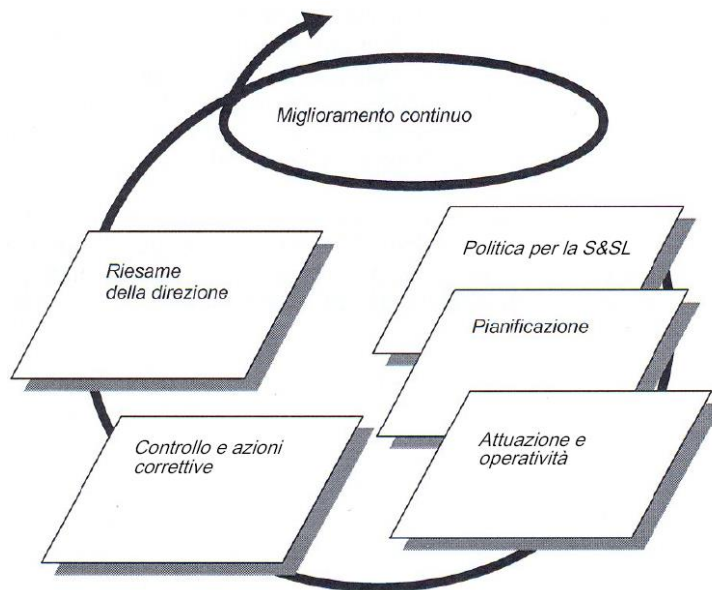 Miglioramento continuo
Politica per la S&SL
Riesame
della direzione
Pianificazione
Controllo e azioni
correttive
Attuazione e
operatività